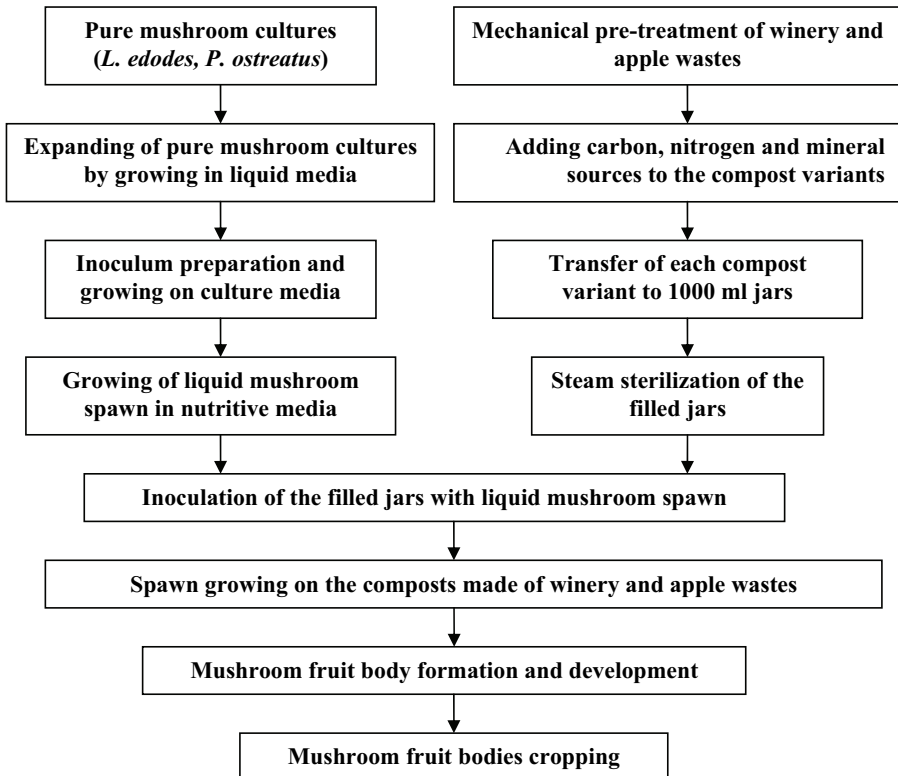 Pure mushroom cultures
(L. edodes, P. ostreatus)
Mechanical pre-treatment of winery and
apple wastes
Expanding of pure mushroom cultures
by growing in liquid media
Adding carbon, nitrogen and mineral
sources to the compost variants
Inoculum preparation and
growing on culture media
Transfer of each compost
variant to 1000 ml jars
Growing of liquid mushroom
spawn in nutritive media
Steam sterilization of the
filled jars
Inoculation of the filled jars with liquid mushroom spawn
Spawn growing on the composts made of winery and apple wastes
Mushroom fruit body formation and development
Mushroom fruit bodies cropping